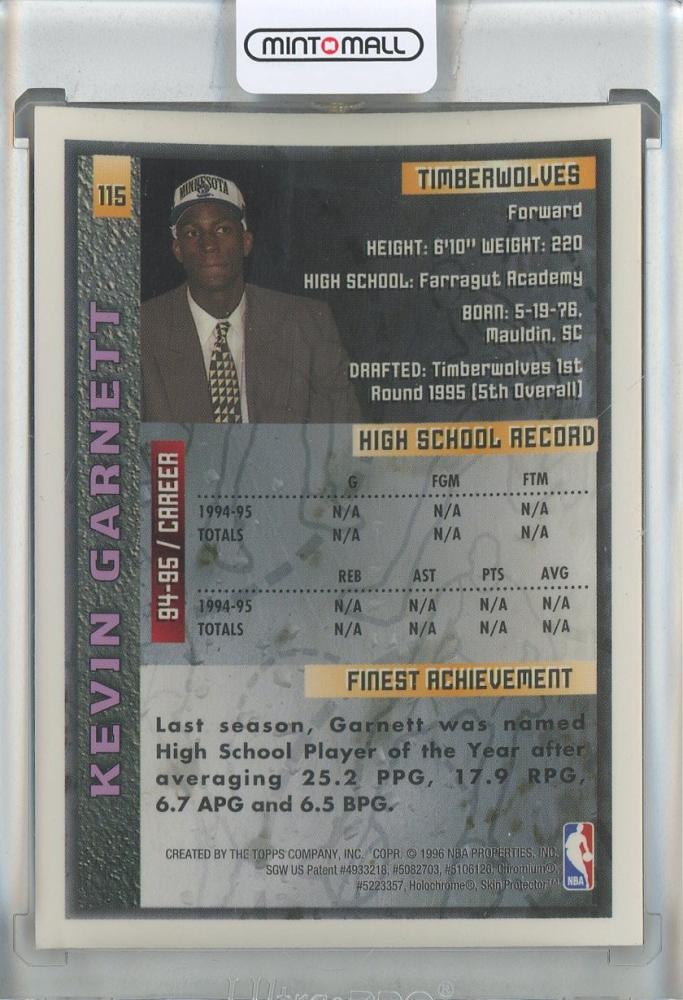 MINTOMALL
115
MINNESOTA
TIMBERWOLVES
Forward
HEIGHT: 6'10" WEIGHT: 220
HIGH SCHOOL: Farragut Academy
BORN: 5-19-76,
Mauldin, SC
DRAFTED: Timberwolves 1st
Round 1995 (5th Overall)
KEVIN GARNETT
HIGH SCHOOL RECORD
94-95 / CAREER
G FGM FTM
1994-95 N/A N/A N/A
TOTALS N/A N/A N/A
REB AST PTS AVG
1994-95 N/A N/A N/A N/A
TOTALS N/A N/A N/A N/A
FINEST ACHIEVEMENT
Last season, Garnett was named
High School Player of the Year after
averaging 25.2 PPG, 17.9 RPG,
6.7 APG and 6.5 BPG.
CREATED BY THE TOPPS COMPANY, INC. COPR. © 1996 NBA PROPERTIES, INC.
SGW US Patent #4933218, #5082703, #5106126, Chromium®,
#5223357, Holochrome®, Skin Protector™
NBA
Ultra PRO®